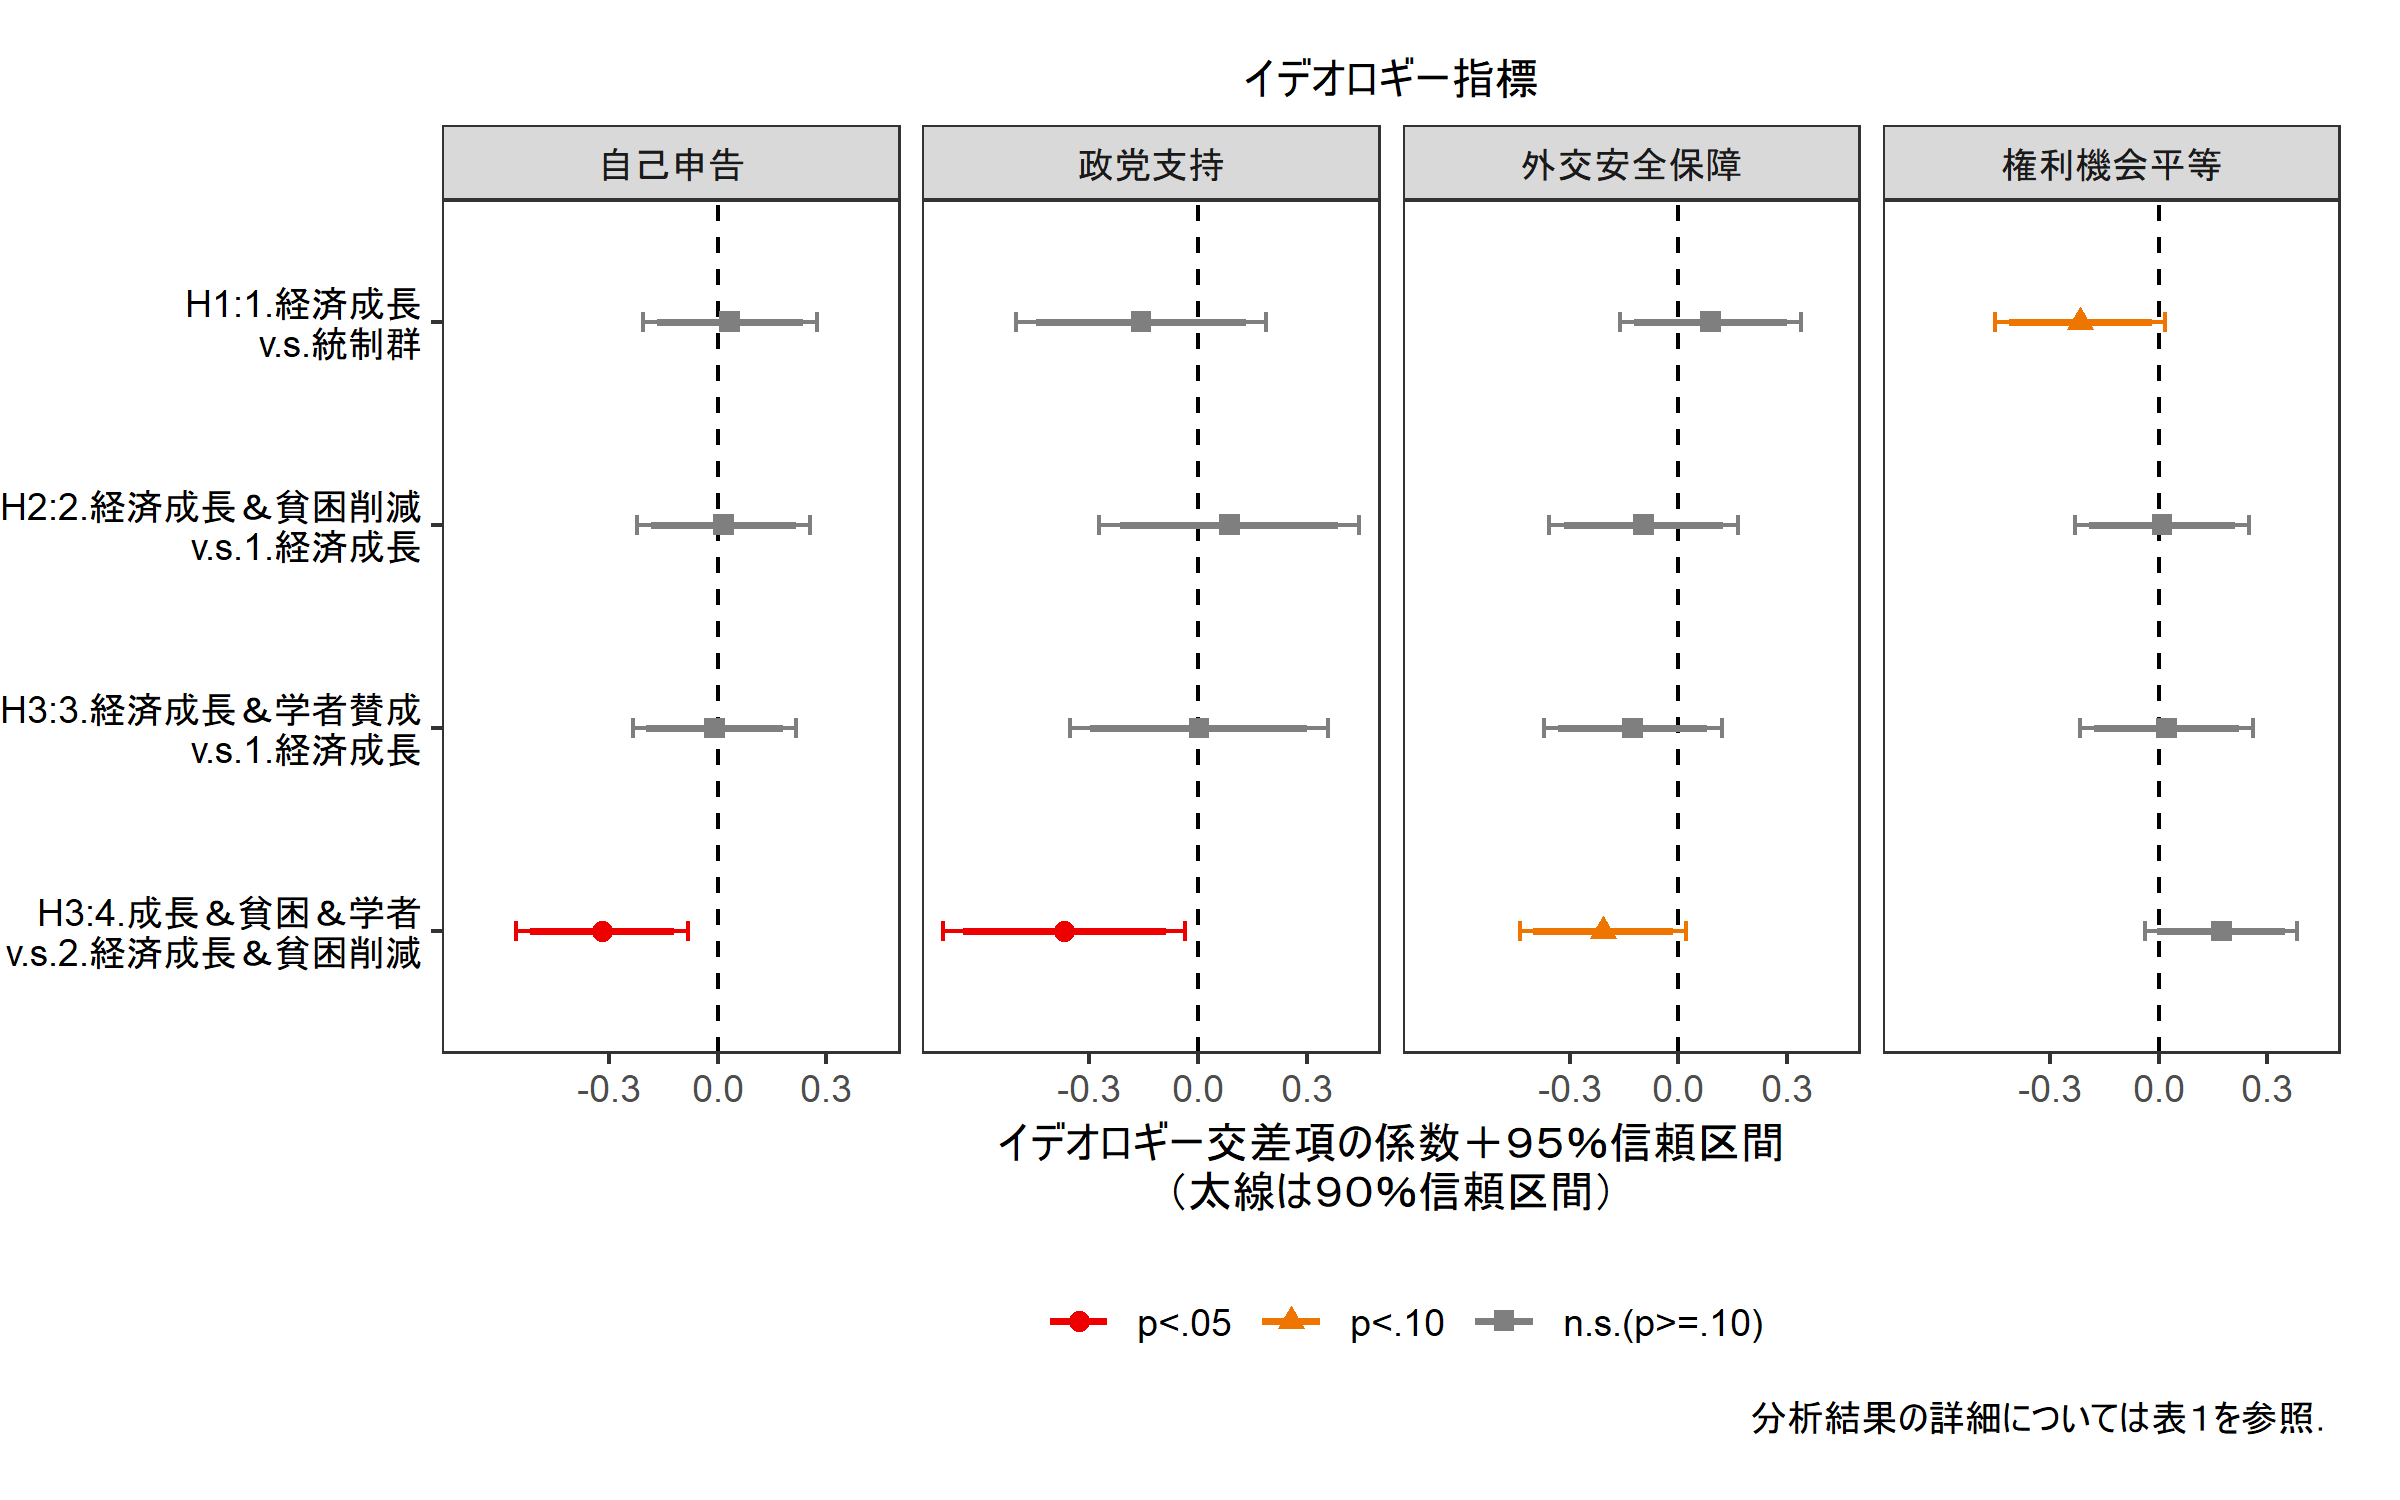 イデオロギー指標
自己申告
政党支持
外交安全保障
権利機会平等
H1:1.経済成長
v.s.統制群
H2:2.経済成長＆貧困削減
v.s.1.経済成長
H3:3.経済成長＆学者賛成
v.s.1.経済成長
H3:4.成長＆貧困＆学者
v.s.2.経済成長＆貧困削減
-0.3 0.0 0.3
-0.3 0.0 0.3
-0.3 0.0 0.3
-0.3 0.0 0.3
イデオロギー交差項の係数＋９５％信頼区間
（太線は９０％信頼区間）
p<.05 p<.10 n.s.(p>=.10)
分析結果の詳細については表１を参照．